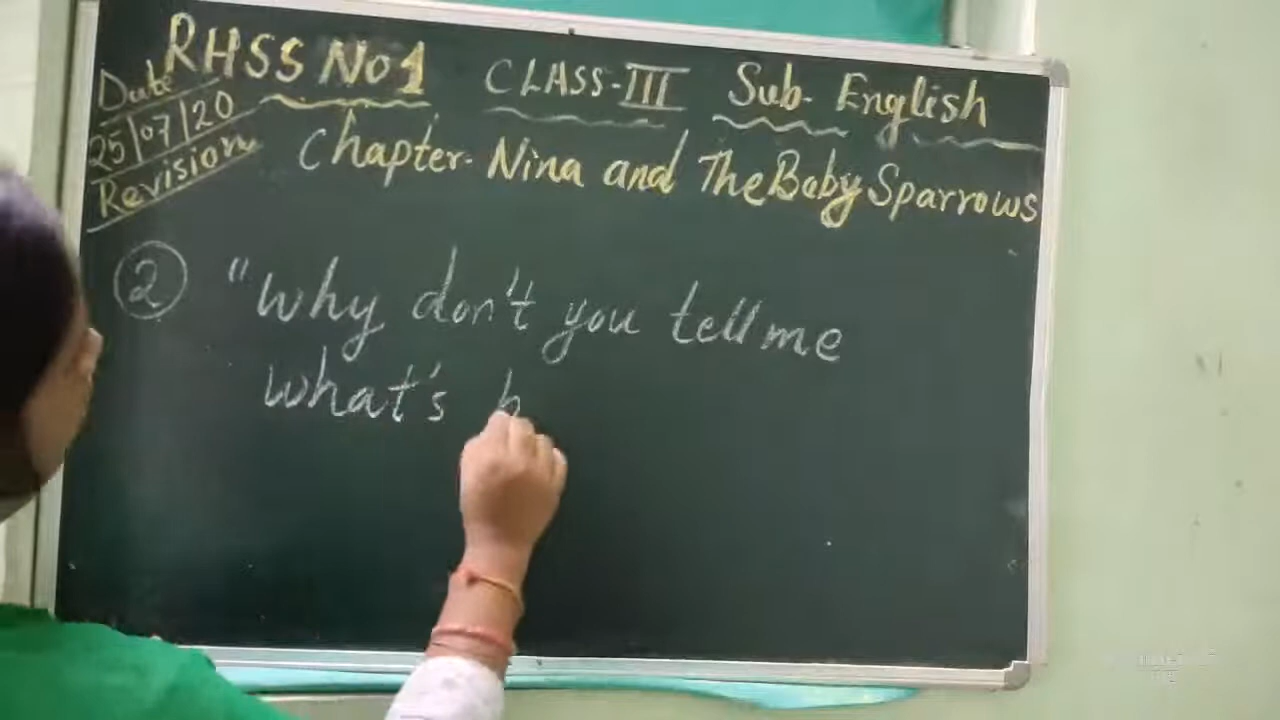 RHSS No 1 CLASS-III Sub- English
Date
25/07/20
Revision
Chapter- Nina and The Baby Sparrows
② "Why don't you tell me
what's